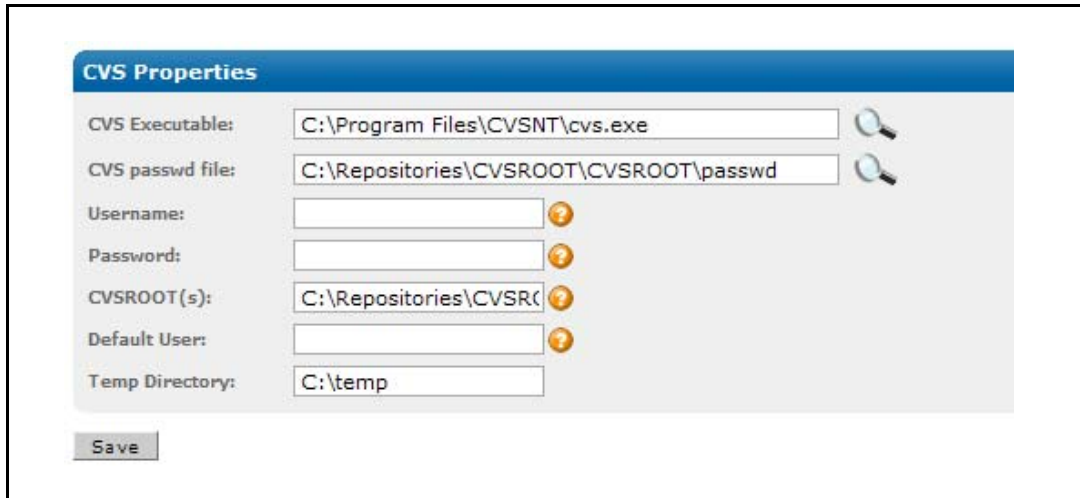 CVS Properties
CVS Executable: C:\Program Files\CVSNT\cvs.exe
CVS passwd file: C:\Repositories\CVSROOT\CVSROOT\passwd
Username: ?
Password: ?
CVSROOT(s): C:\Repositories\CVSR( ?
Default User: ?
Temp Directory: C:\temp
Save